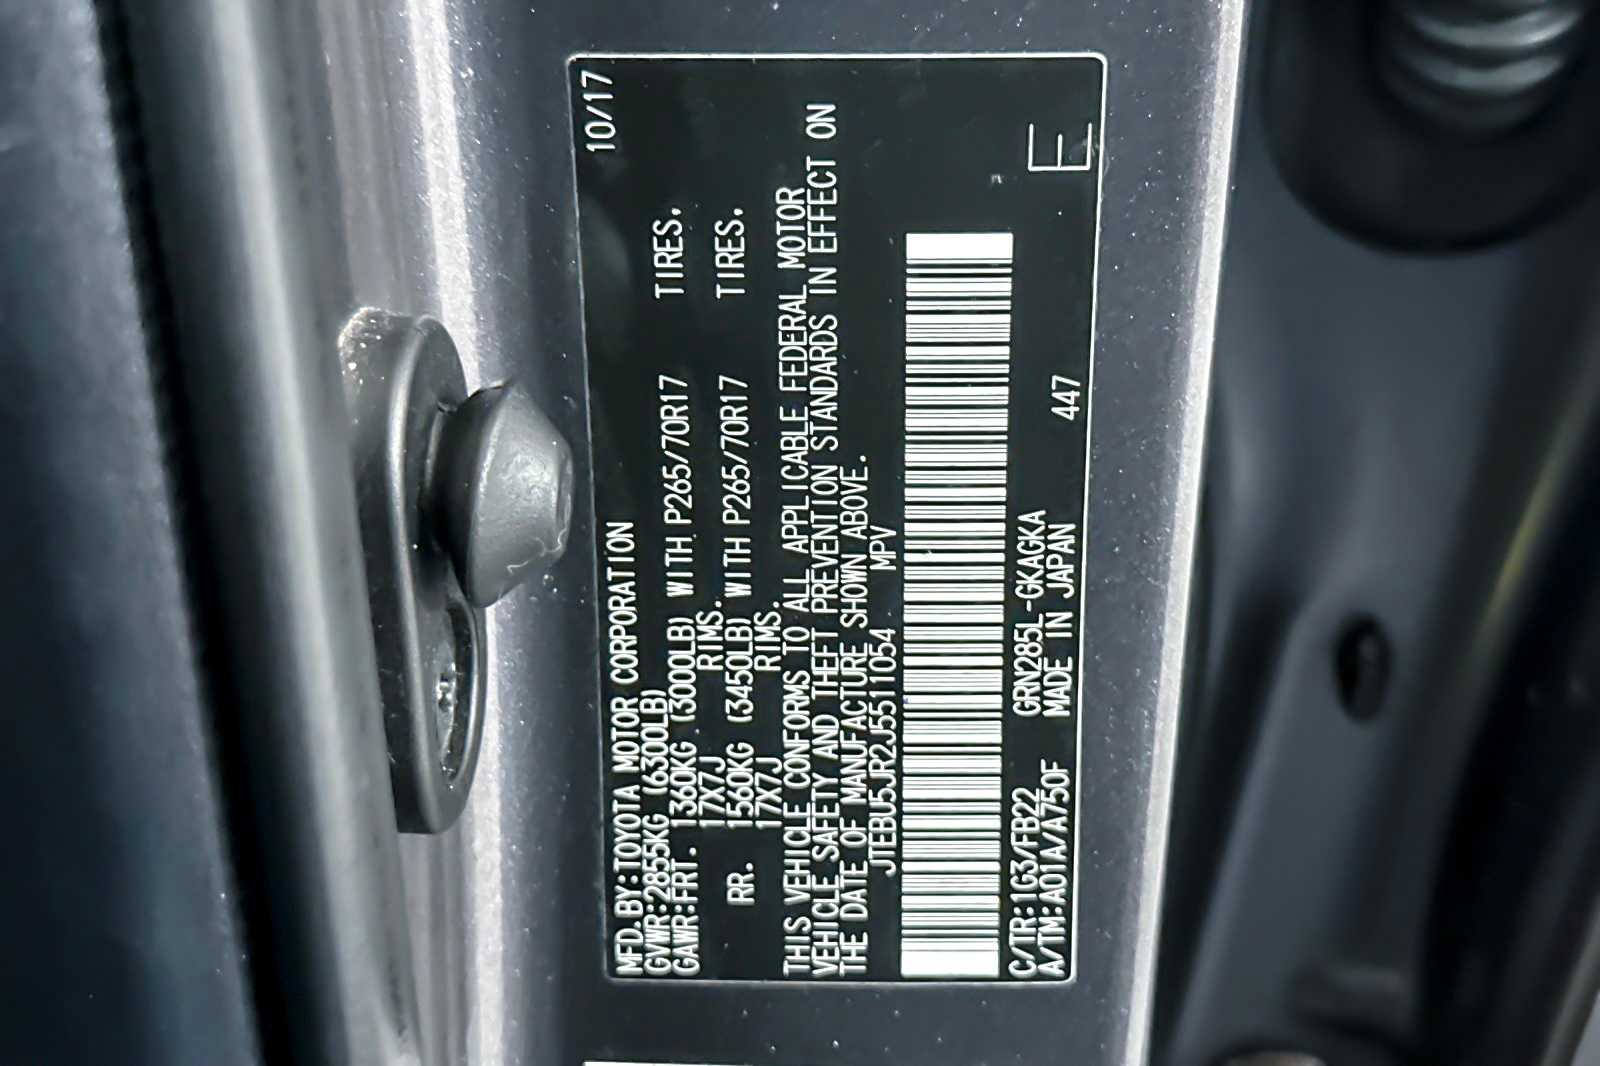 MFD.BY:TOYOTA MOTOR CORPORATION 10/17
GVWR:2855KG (6300LB)
GAWR:FRT. 1360KG (3000LB) WITH P265/70R17 TIRES.
17X7J RIMS.
RR. 1560KG (3450LB) WITH P265/70R17 TIRES.
17X7J RIMS.
THIS VEHICLE CONFORMS TO ALL APPLICABLE FEDERAL MOTOR
VEHICLE SAFETY AND THEFT PREVENTION STANDARDS IN EFFECT ON
THE DATE OF MANUFACTURE SHOWN ABOVE.
JTEBU5JR2J5511054 MPV
C/TR:1G3/FB22 GRN285L-GKAGKA 447 E
A/TM:A01A/A750F MADE IN JAPAN